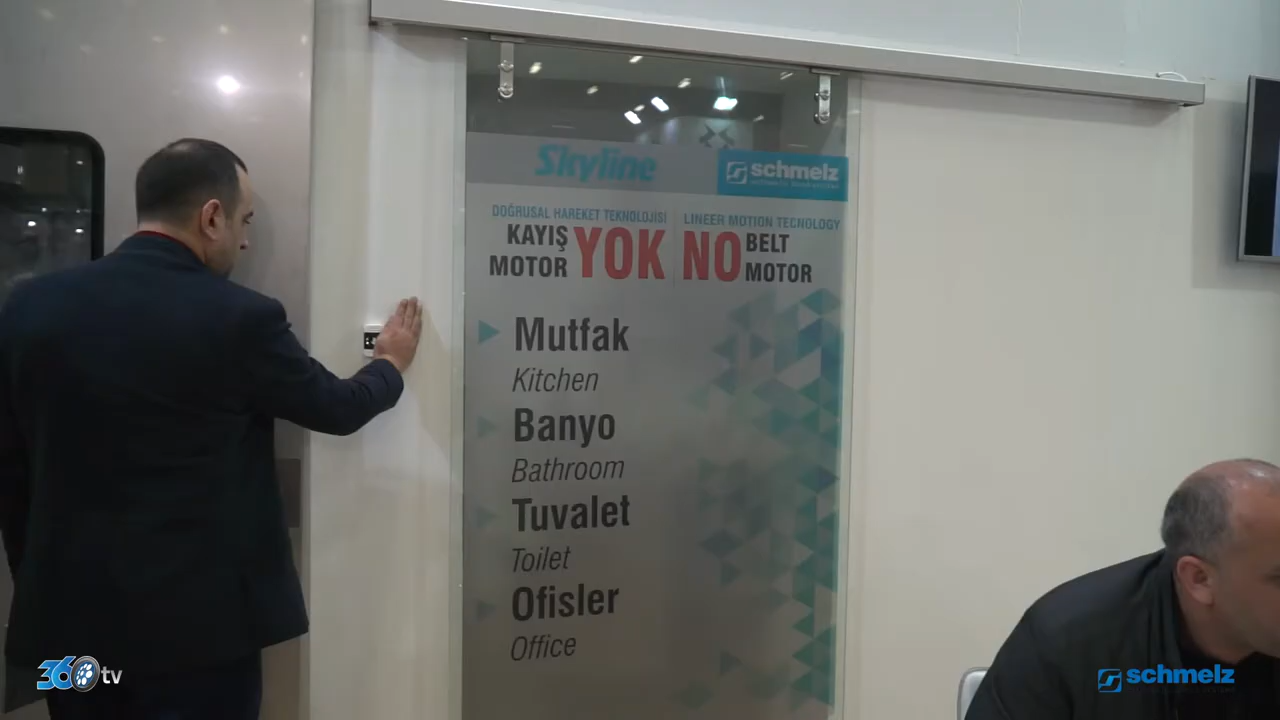 Skyline
schmelz
DOĞRUSAL HAREKET TEKNOLOJİSİ
KAYIŞ
MOTOR
YOK
LINEER MOTION TECNOLOGY
NO
BELT
MOTOR
Mutfak
Kitchen
Banyo
Bathroom
Tuvalet
Toilet
Ofisler
Office
360tv
schmelz